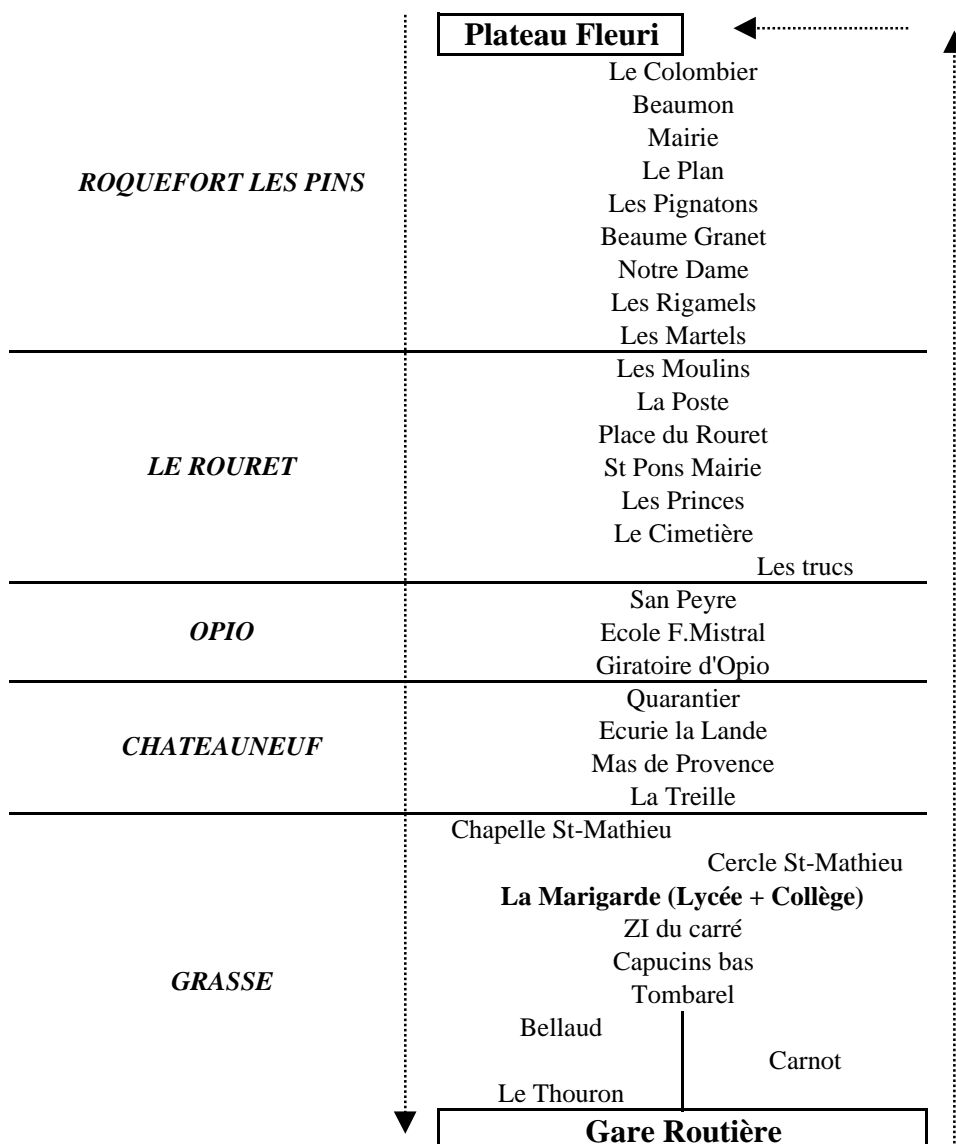 Plateau Fleuri
Le Colombier
Beaumon
Mairie
Le Plan
ROQUEFORT LES PINS
Les Pignatons
Beaume Granet
Notre Dame
Les Rigamels
Les Martels
Les Moulins
La Poste
Place du Rouret
LE ROURET
St Pons Mairie
Les Princes
Le Cimetière
Les trucs
San Peyre
OPIO
Ecole F.Mistral
Giratoire d'Opio
Quarantier
CHATEAUNEUF
Ecurie la Lande
Mas de Provence
La Treille
Chapelle St-Mathieu
Cercle St-Mathieu
La Marigarde (Lycée + Collège)
ZI du carré
Capucins bas
GRASSE
Tombarel
Bellaud
Carnot
Le Thouron
Gare Routière